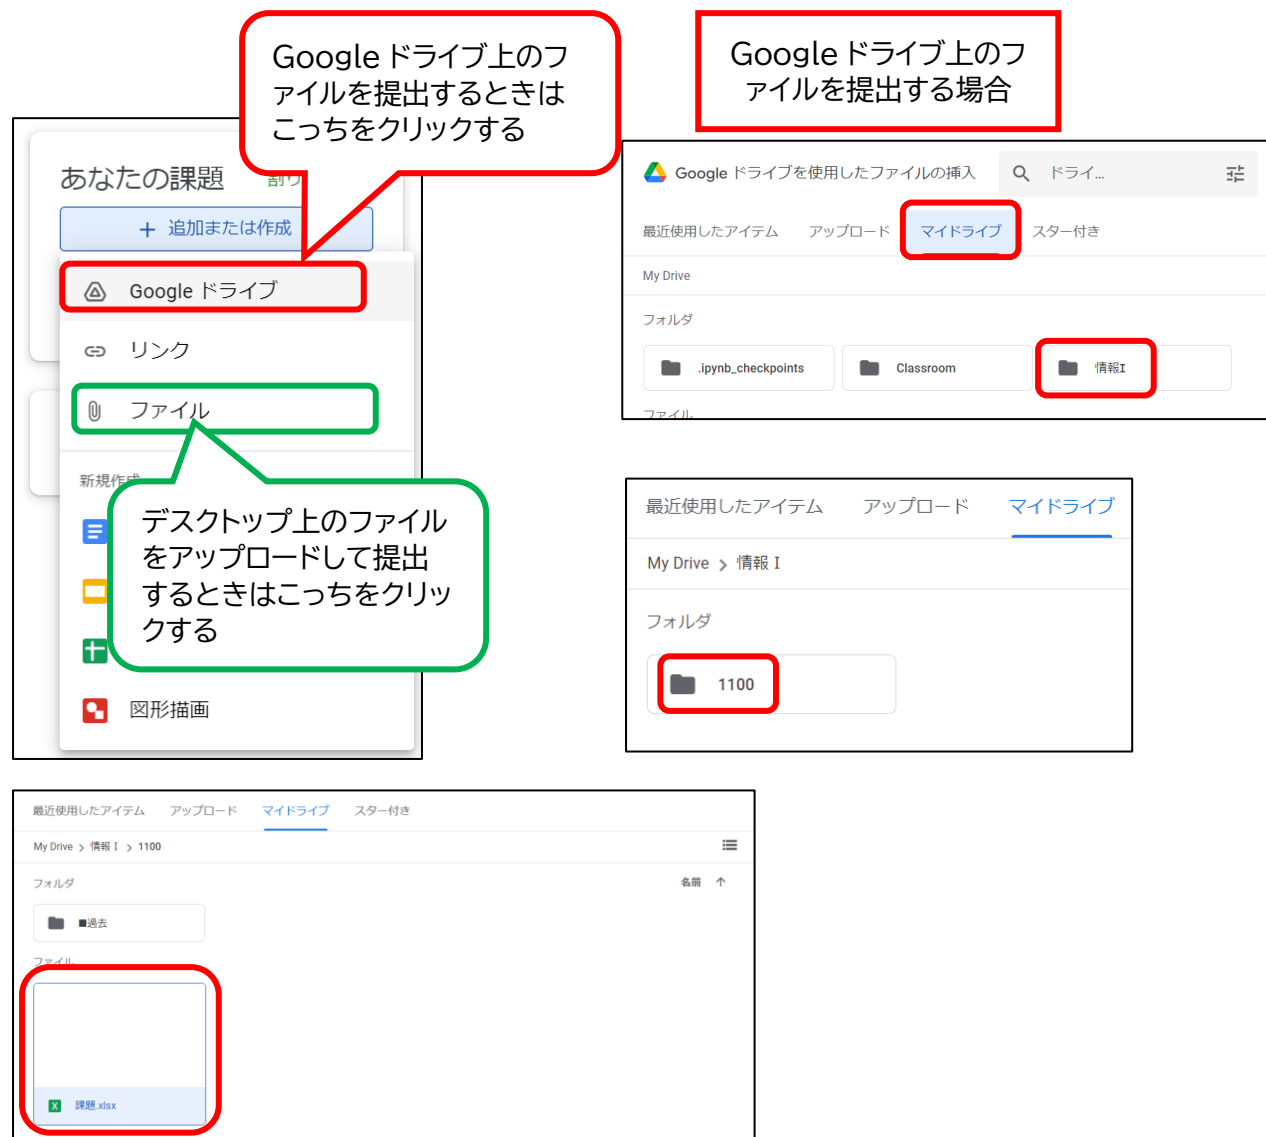 Google ドライブ上のフ
ァイルを提出するときは
こっちをクリックする
Google ドライブ上のフ
ァイルを提出する場合
あなたの課題
＋ 追加または作成
Google ドライブ
リンク
ファイル
新規作成
デスクトップ上のファイル
をアップロードして提出
するときはこっちをクリッ
クする
図形描画
Google ドライブを使用したファイルの挿入 ドライ...
最近使用したアイテム アップロード マイドライブ スター付き
My Drive
フォルダ
.ipynb_checkpoints Classroom 情報I
ファイル
最近使用したアイテム アップロード マイドライブ
My Drive > 情報 I
フォルダ
1100
最近使用したアイテム アップロード マイドライブ スター付き
My Drive > 情報 I > 1100
フォルダ 名前 ↑
■過去
ファイル
課題.xlsx